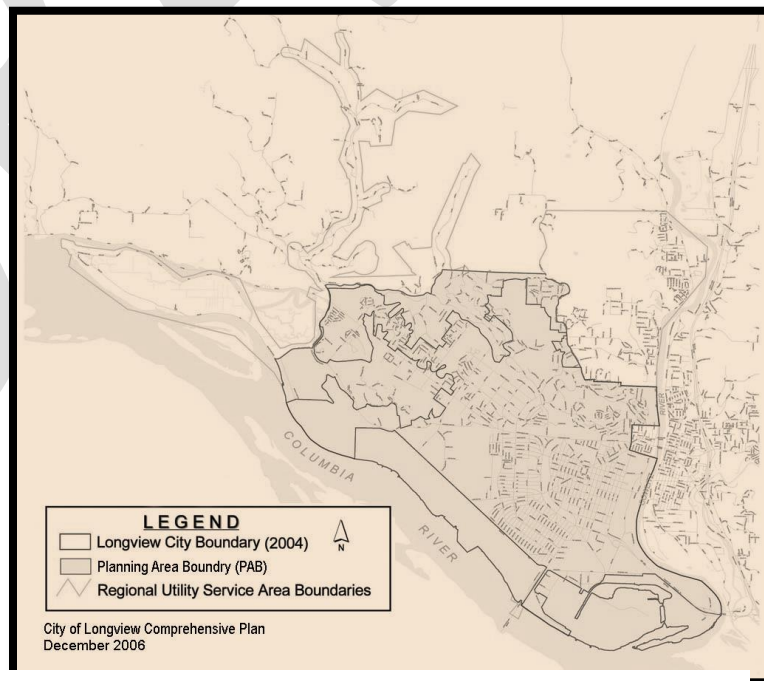 COLUMBIA
RIVER
RIVER
LEGEND
Longview City Boundary (2004)
N
Planning Area Boundry (PAB)
Regional Utility Service Area Boundaries
City of Longview Comprehensive Plan
December 2006